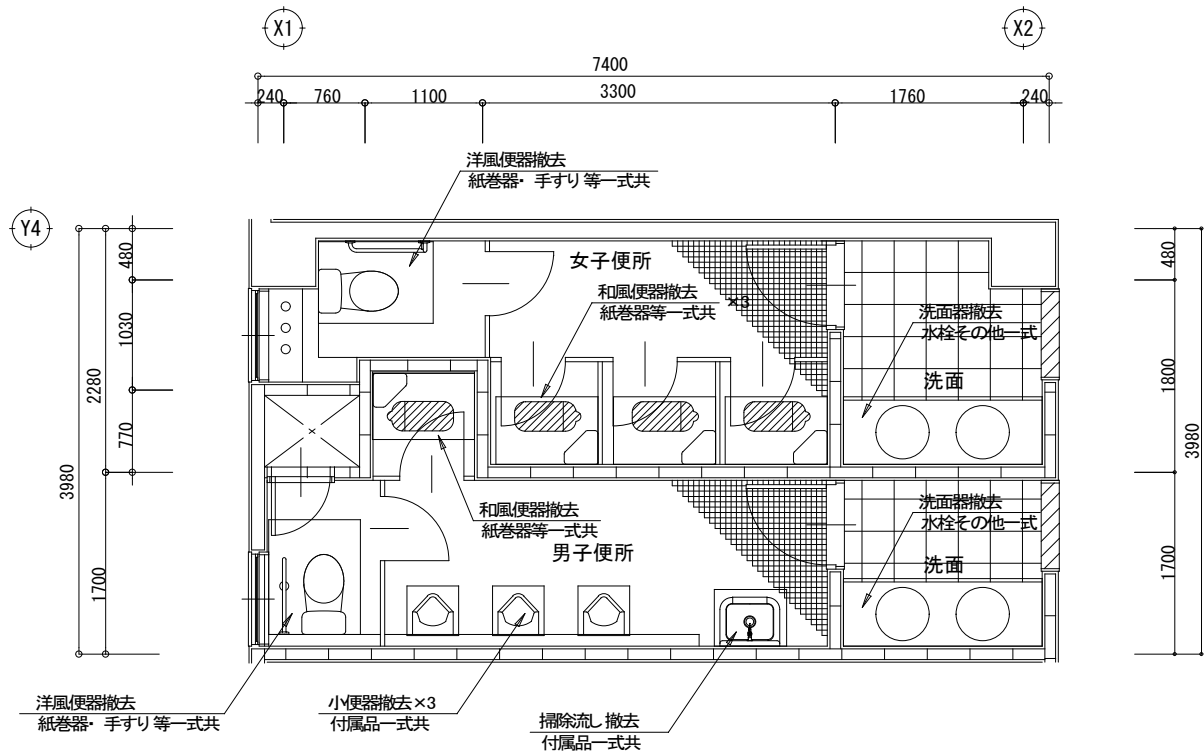 X1
X2
7400
240
760
1100
3300
1760
240
洋風便器撤去
紙巻器・手すり等一式共
Y4
480
1030
770
2280
1700
3980
480
1800
1700
3980
女子便所
和風便器撤去
紙巻器等一式共
×3
洗面器撤去
水栓その他一式
洗面
和風便器撤去
紙巻器等一式共
男子便所
洗面器撤去
水栓その他一式
洗面
洋風便器撤去
紙巻器・手すり等一式共
小便器撤去×3
付属品一式共
掃除流し撤去
付属品一式共